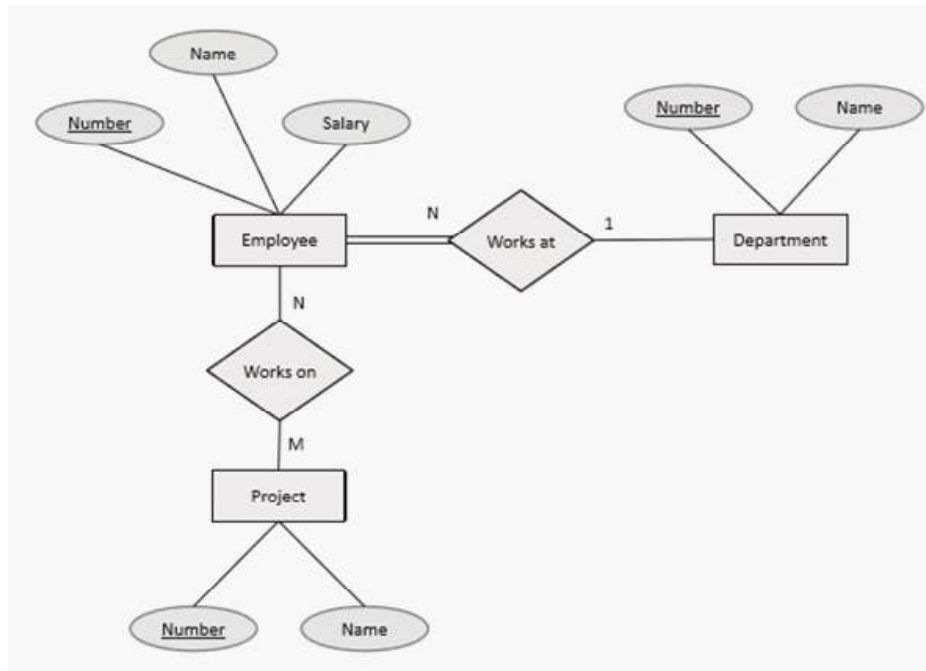 Name
Number
Salary
Number
Name
Employee
N
Works at
1
Department
N
Works on
M
Project
Number
Name